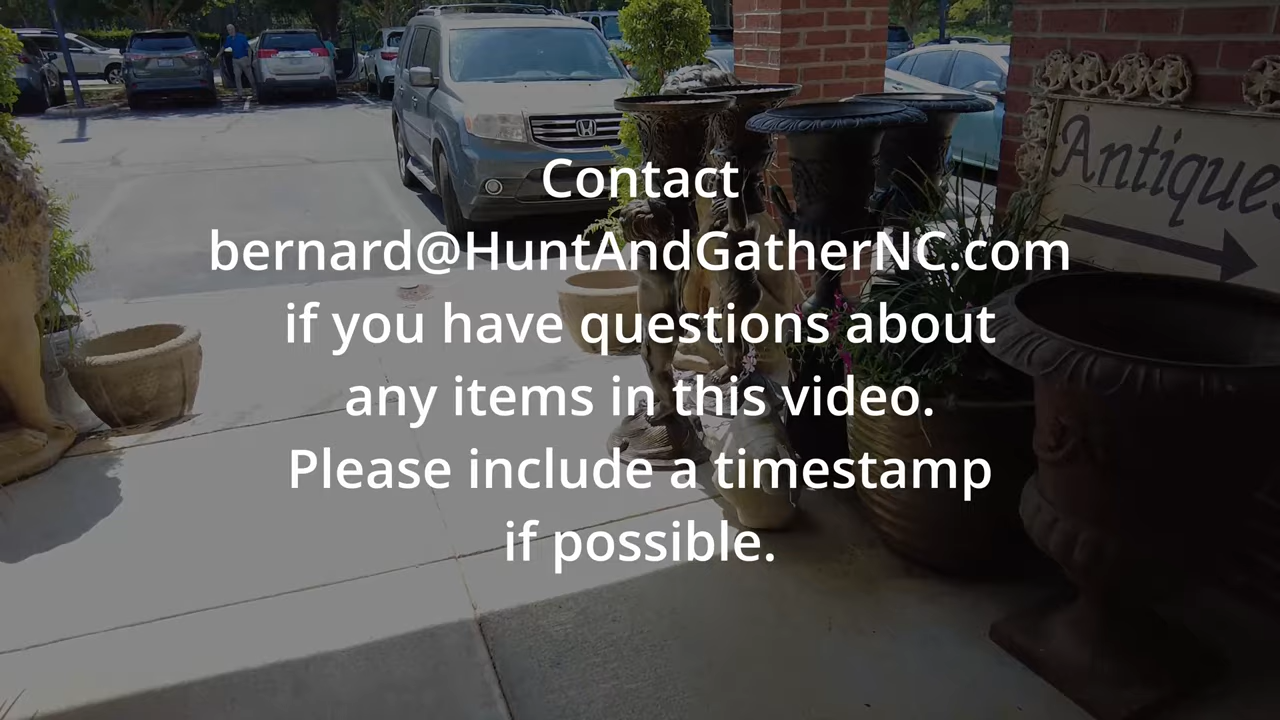 Contact
bernard@HuntAndGatherNC.com
if you have questions about
any items in this video.
Please include a timestamp
if possible.
Antiques